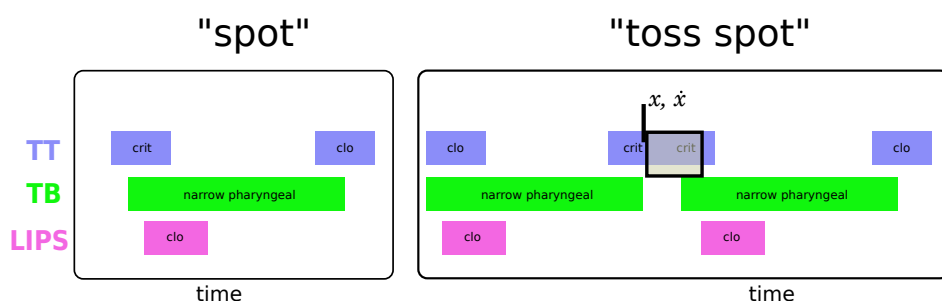 "spot" "toss spot"
x, ẋ
TT crit clo clo crit crit clo
TB narrow pharyngeal narrow pharyngeal narrow pharyngeal
LIPS clo clo clo
time time